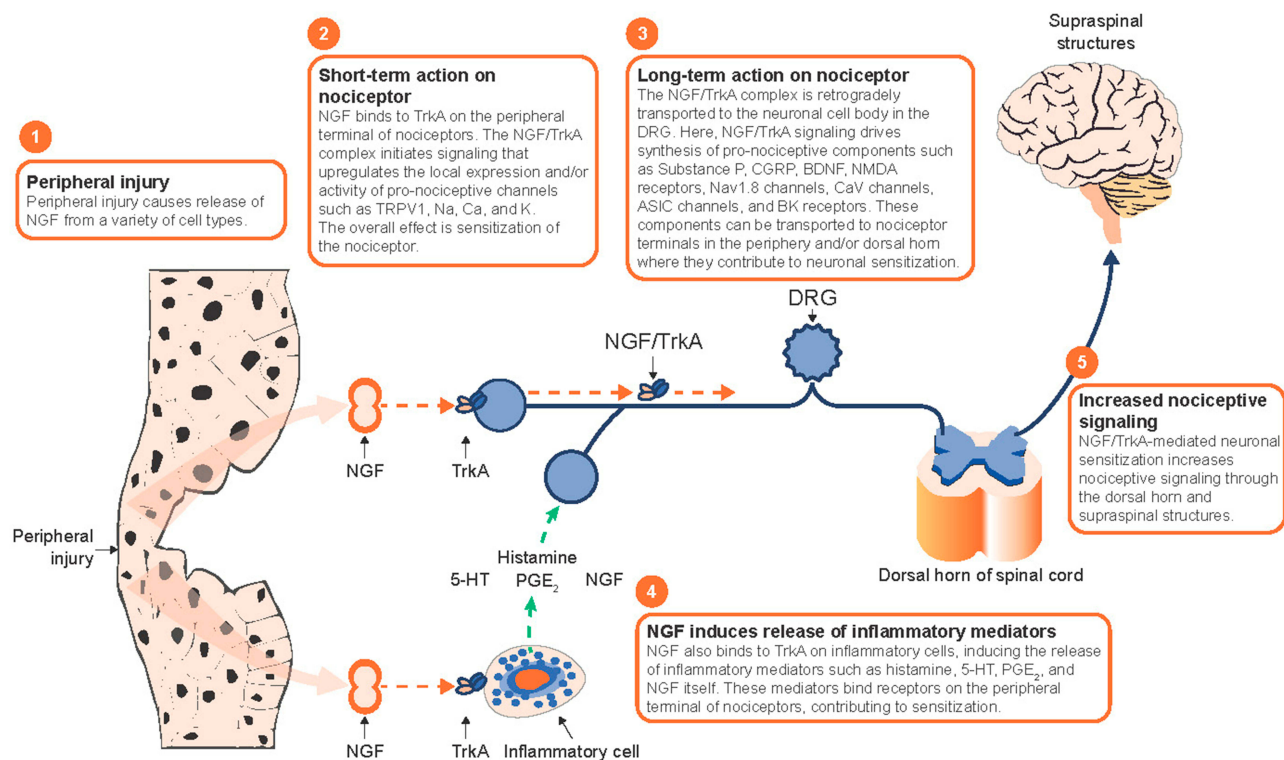 1
Peripheral injury
Peripheral injury causes release of
NGF from a variety of cell types.
2
Short-term action on
nociceptor
NGF binds to TrkA on the peripheral
terminal of nociceptors. The NGF/TrkA
complex initiates signaling that
upregulates the local expression and/or
activity of pro-nociceptive channels
such as TRPV1, Na, Ca, and K.
The overall effect is sensitization of
the nociceptor.
3
Long-term action on nociceptor
The NGF/TrkA complex is retrogradely
transported to the neuronal cell body in the
DRG. Here, NGF/TrkA signaling drives
synthesis of pro-nociceptive components such
as Substance P, CGRP, BDNF, NMDA
receptors, Nav1.8 channels, CaV channels,
ASIC channels, and BK receptors. These
components can be transported to nociceptor
terminals in the periphery and/or dorsal horn
where they contribute to neuronal sensitization.
Supraspinal
structures
DRG
NGF/TrkA
NGF
TrkA
5
Increased nociceptive
signaling
NGF/TrkA-mediated neuronal
sensitization increases
nociceptive signaling through
the dorsal horn and
supraspinal structures.
Peripheral
injury
Histamine
5-HT PGE₂ NGF
Dorsal horn of spinal cord
4
NGF induces release of inflammatory mediators
NGF also binds to TrkA on inflammatory cells, inducing the release
of inflammatory mediators such as histamine, 5-HT, PGE₂, and
NGF itself. These mediators bind receptors on the peripheral
terminal of nociceptors, contributing to sensitization.
NGF
TrkA
Inflammatory cell